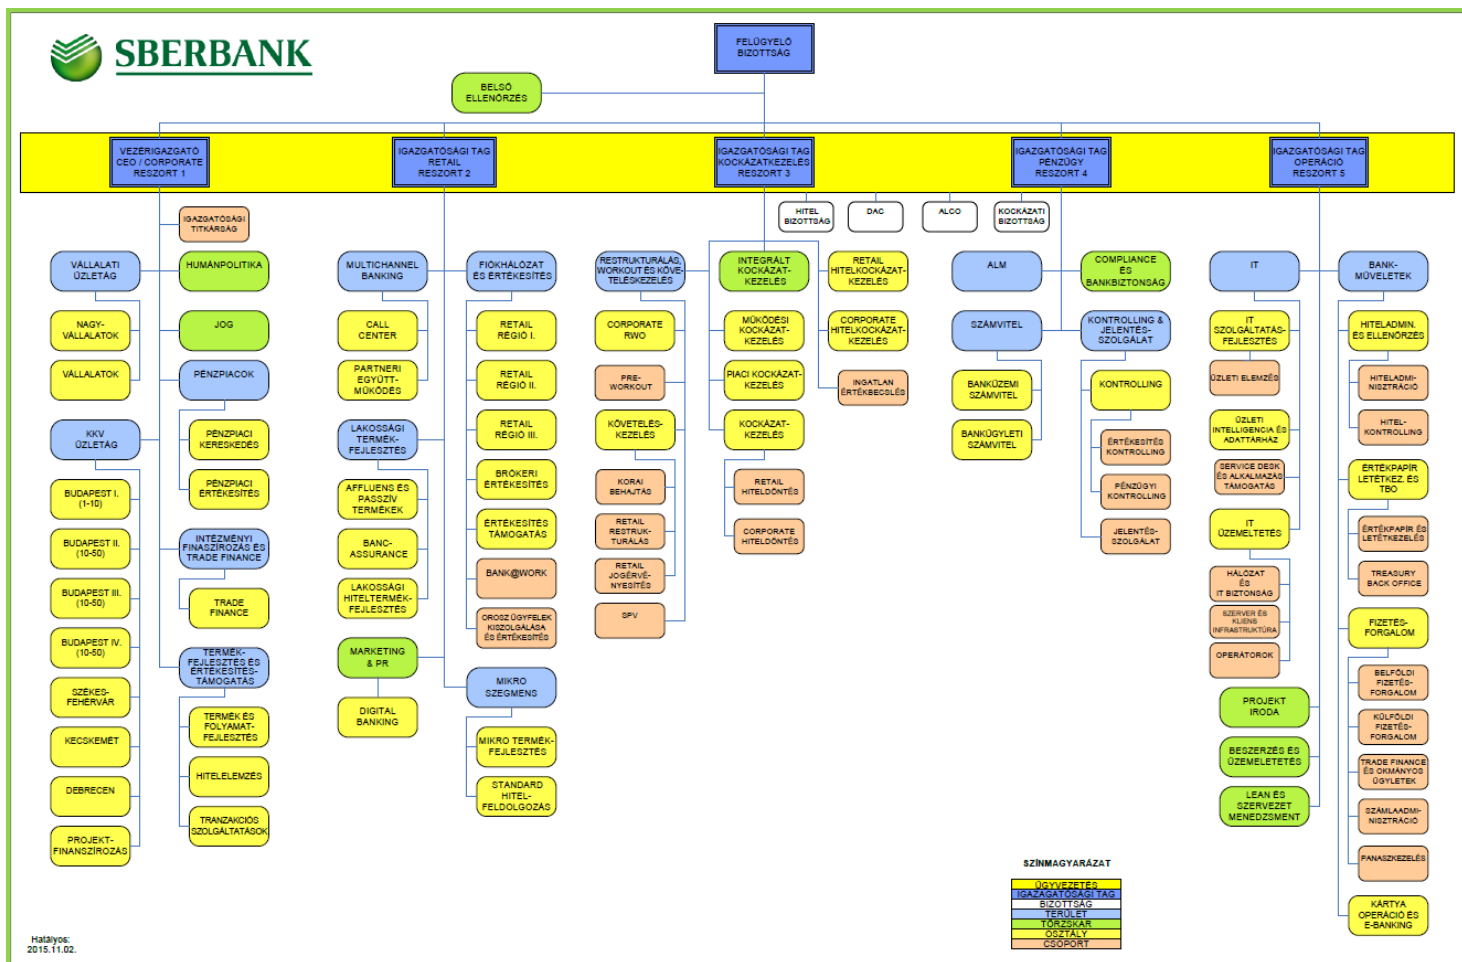 SBERBANK
FELÜGYELŐ
BIZOTTSÁG
BELSŐ
ELLENŐRZÉS
VEZÉRIGAZGATÓ
CEO / CORPORATE
RESZORT 1
IGAZGATÓSÁGI TAG
RETAIL
RESZORT 2
IGAZGATÓSÁGI TAG
KOCKÁZATKEZELÉS
RESZORT 3
IGAZGATÓSÁGI TAG
PÉNZÜGY
RESZORT 4
IGAZGATÓSÁGI TAG
OPERÁCIÓ
RESZORT 5
HITEL
BIZOTTSÁG
DAC
ALCO
KOCKÁZATI
BIZOTTSÁG
IGAZGATÓSÁGI
TITKÁRSÁG
VÁLLALATI
ÜZLETÁG
NAGY-
VÁLLALATOK
VÁLLALATOK
KKV
ÜZLETÁG
BUDAPEST I.
(1-10)
BUDAPEST II.
(10-50)
BUDAPEST III.
(10-50)
BUDAPEST IV.
(10-50)
SZÉKES-
FEHÉRVÁR
KECSKEMÉT
DEBRECEN
PROJEKT-
FINANSZÍROZÁS
HUMÁNPOLITIKA
JOG
PÉNZPIACOK
PÉNZPIACI
KERESKEDÉS
PÉNZPIACI
ÉRTÉKESÍTÉS
INTÉZMÉNYI
FINASZÍROZÁS ÉS
TRADE FINANCE
TRADE
FINANCE
TERMÉK-
FEJLESZTÉS ÉS
ÉRTÉKESÍTÉS-
TÁMOGATÁS
TERMÉK ÉS
FOLYAMAT-
FEJLESZTÉS
HITELELEMZÉS
TRANZAKCIÓS
SZOLGÁLTATÁSOK
MULTICHANNEL
BANKING
CALL
CENTER
PARTNERI
EGYÜTT-
MŰKÖDÉS
LAKOSSÁGI
TERMÉK-
FEJLESZTÉS
AFFLUENS ÉS
PASSZÍV
TERMÉKEK
BANC-
ASSURANCE
LAKOSSÁGI
HITELTERMÉK-
FEJLESZTÉS
MARKETING
& PR
DIGITAL
BANKING
FIÓKHÁLÓZAT
ÉS ÉRTÉKESÍTÉS
RETAIL
RÉGIÓ I.
RETAIL
RÉGIÓ II.
RETAIL
RÉGIÓ III.
BRÓKERI
ÉRTÉKESÍTÉS
ÉRTÉKESÍTÉS
TÁMOGATÁS
BANK@WORK
OROSZ ÜGYFELEK
KISZOLGÁLÁSA
ÉS ÉRTÉKESÍTÉS
MIKRO
SZEGMENS
MIKRO TERMÉK-
FEJLESZTÉS
STANDARD
HITEL-
FELDOLGOZÁS
RESTRUKTURÁLÁS,
WORKOUT ÉS KÖVE-
TELÉSKEZELÉS
CORPORATE
RWO
PRE-
WORKOUT
KÖVETELÉS-
KEZELÉS
KORAI
BEHAJTÁS
RETAIL
RESTRUK-
TURÁLÁS
RETAIL
JOGÉRVÉ-
NYESÍTÉS
SPV
INTEGRÁLT
KOCKÁZAT-
KEZELÉS
MŰKÖDÉSI
KOCKÁZAT-
KEZELÉS
PIACI KOCKÁZAT-
KEZELÉS
KOCKÁZAT-
KEZELÉS
RETAIL
HITELDÖNTÉS
CORPORATE
HITELDÖNTÉS
RETAIL
HITELKOCKÁZAT-
KEZELÉS
CORPORATE
HITELKOCKÁZAT-
KEZELÉS
INGATLAN
ÉRTÉKBECSLÉS
ALM
SZÁMVITEL
BANKÜZEMI
SZÁMVITEL
BANKÜGYLETI
SZÁMVITEL
COMPLIANCE
ÉS
BANKBIZTONSÁG
KONTROLLING &
JELENTÉS-
SZOLGÁLAT
KONTROLLING
ÉRTÉKESÍTÉS
KONTROLLING
PÉNZÜGYI
KONTROLLING
JELENTÉS-
SZOLGÁLAT
IT
IT
SZOLGÁLTATÁS-
FEJLESZTÉS
ÜZLETI ELEMZÉS
ÜZLETI
INTELLIGENCIA ÉS
ADATTÁRHÁZ
SERVICE DESK
ÉS ALKALMAZÁS
TÁMOGATÁS
IT
ÜZEMELTETÉS
HÁLÓZAT
ÉS
IT BIZTONSÁG
SZERVER ÉS
KLIENS
INFRASTRUKTÚRA
OPERÁTOROK
PROJEKT
IRODA
BESZERZÉS ÉS
ÜZEMELETETÉS
LEAN ÉS
SZERVEZET
MENEDZSMENT
BANK-
MŰVELETEK
HITELADMIN.
ÉS ELLENŐRZÉS
HITELADMI-
NISZTRÁCIÓ
HITEL-
KONTROLLING
ÉRTÉKPAPÍR
LETÉTKEZ. ÉS
TBO
ÉRTÉKPAPÍR ÉS
LETÉTKEZELÉS
TREASURY
BACK OFFICE
FIZETÉS-
FORGALOM
BELFÖLDI
FIZETÉS-
FORGALOM
KÜLFÖLDI
FIZETÉS-
FORGALOM
TRADE FINANCE
ÉS OKMÁNYOS
ÜGYLETEK
SZÁMLAADMI-
NISZTRÁCIÓ
PANASZKEZELÉS
KÁRTYA
OPERÁCIÓ ÉS
E-BANKING
SZÍNMAGYARÁZAT
ÜGYVEZETÉS
IGAZAGATÓSÁGI TAG
BIZOTTSÁG
TERÜLET
TÖRZSKAR
OSZTÁLY
CSOPORT
Hatályos:
2015.11.02.